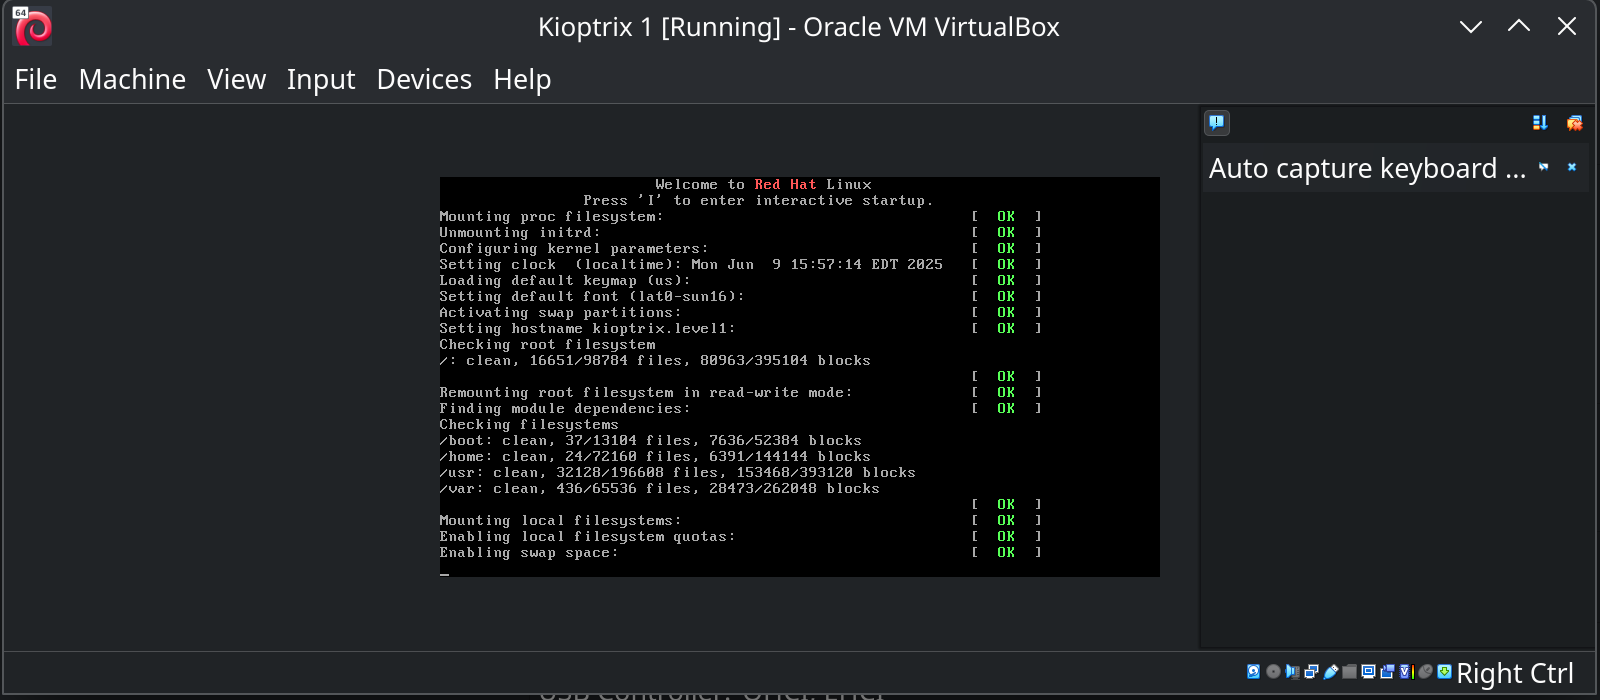 64
Kioptrix 1 [Running] - Oracle VM VirtualBox
File Machine View Input Devices Help
Auto capture keyboard ...
Welcome to Red Hat Linux
Press 'I' to enter interactive startup.
Mounting proc filesystem: [ OK ]
Unmounting initrd: [ OK ]
Configuring kernel parameters: [ OK ]
Setting clock (localtime): Mon Jun 9 15:57:14 EDT 2025 [ OK ]
Loading default keymap (us): [ OK ]
Setting default font (lat0-sun16): [ OK ]
Activating swap partitions: [ OK ]
Setting hostname kioptrix.level1: [ OK ]
Checking root filesystem
/: clean, 16651/98784 files, 80963/395104 blocks
[ OK ]
Remounting root filesystem in read-write mode: [ OK ]
Finding module dependencies: [ OK ]
Checking filesystems
/boot: clean, 37/13104 files, 7636/52384 blocks
/home: clean, 24/72160 files, 6391/144144 blocks
/usr: clean, 32128/196608 files, 153468/393120 blocks
/var: clean, 436/65536 files, 28473/262048 blocks
[ OK ]
Mounting local filesystems: [ OK ]
Enabling local filesystem quotas: [ OK ]
Enabling swap space: [ OK ]
_
Right Ctrl
USB Controller: OHCI, EHCI